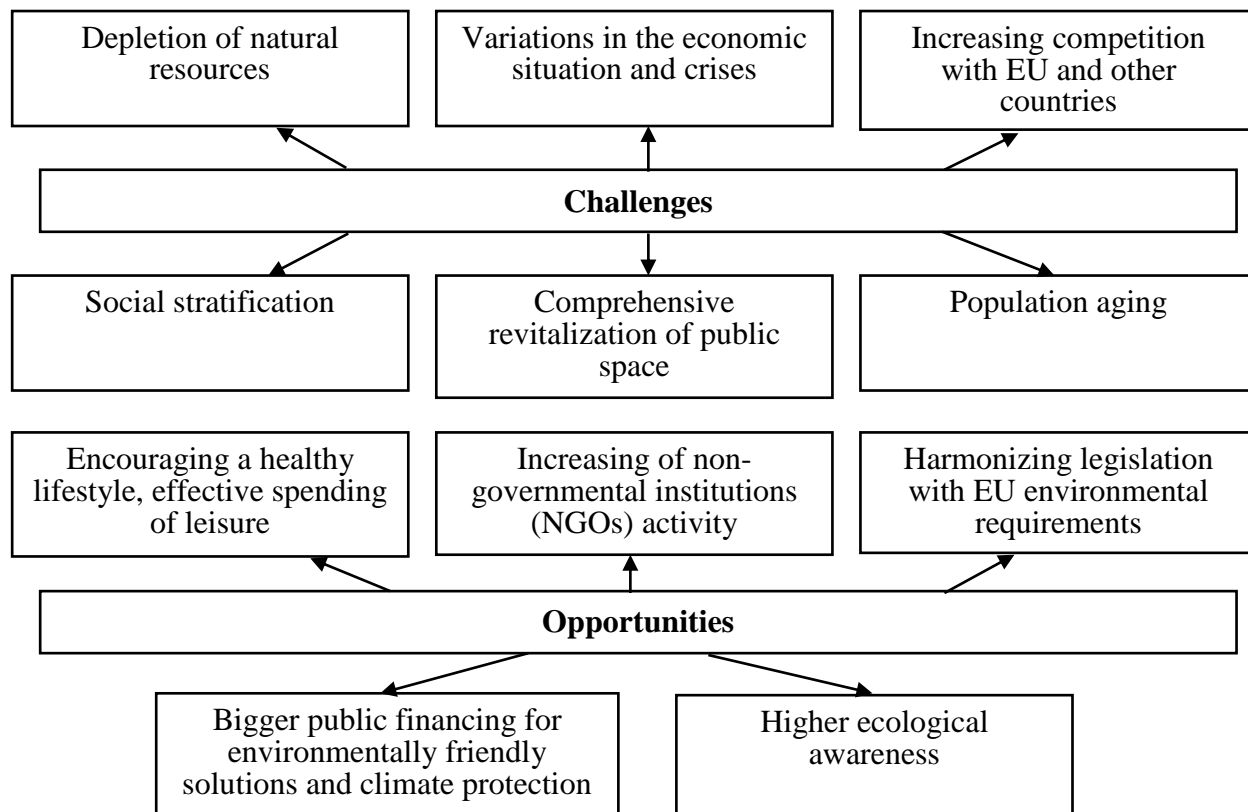 Depletion of natural
resources
Variations in the economic
situation and crises
Increasing competition
with EU and other
countries
Challenges
Social stratification
Comprehensive
revitalization of public
space
Population aging
Encouraging a healthy
lifestyle, effective spending
of leisure
Increasing of non-
governmental institutions
(NGOs) activity
Harmonizing legislation
with EU environmental
requirements
Opportunities
Bigger public financing for
environmentally friendly
solutions and climate protection
Higher ecological
awareness